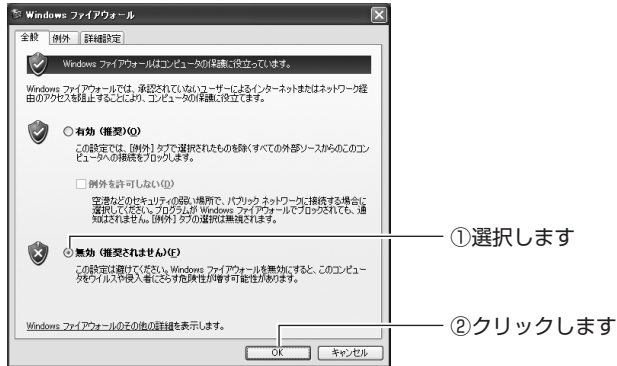 Windows ファイアウォール
全般 例外 詳細設定
Windows ファイアウォールはコンピュータの保護に役立っています。
Windows ファイアウォールでは、承認されていないユーザーによるインターネットまたはネットワーク経
由のアクセスを阻止することにより、コンピュータの保護に役立てます。
有効 (推奨)(O)
この設定では、[例外] タブで選択されたものを除くすべての外部ソースからのこのコン
ピュータへの接続をブロックします。
例外を許可しない(D)
空港などのセキュリティの弱い場所で、パブリック ネットワークに接続する場合に
選択してください。プログラムが Windows ファイアウォールでブロックされても、通
知はされません。[例外] タブの選択は無視されます。
無効 (推奨されません)(F)
①選択します
この設定は避けてください。Windows ファイアウォールを無効にすると、このコンピュー
タをウイルスや侵入者にさらす危険性が増す可能性があります。
Windows ファイアウォールのその他の詳細を表示します。
②クリックします
OK キャンセル